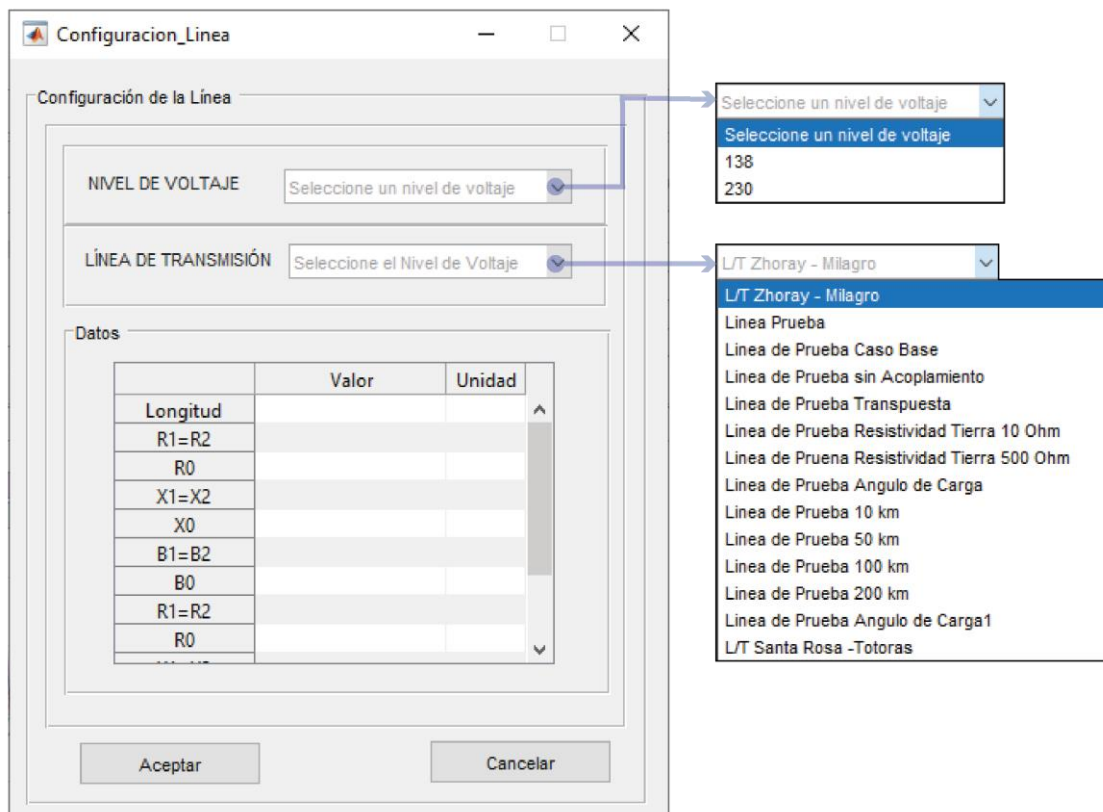 Configuracion_Linea
Configuración de la Línea
NIVEL DE VOLTAJE
Seleccione un nivel de voltaje
LÍNEA DE TRANSMISIÓN
Seleccione el Nivel de Voltaje
Datos
Valor Unidad
Longitud
R1=R2
R0
X1=X2
X0
B1=B2
B0
R1=R2
R0
Aceptar
Cancelar
Seleccione un nivel de voltaje
Seleccione un nivel de voltaje
138
230
L/T Zhoray - Milagro
L/T Zhoray - Milagro
Linea Prueba
Linea de Prueba Caso Base
Linea de Prueba sin Acoplamiento
Linea de Prueba Transpuesta
Linea de Prueba Resistividad Tierra 10 Ohm
Linea de Pruena Resistividad Tierra 500 Ohm
Linea de Prueba Angulo de Carga
Linea de Prueba 10 km
Linea de Prueba 50 km
Linea de Prueba 100 km
Linea de Prueba 200 km
Linea de Prueba Angulo de Carga1
L/T Santa Rosa -Totoras